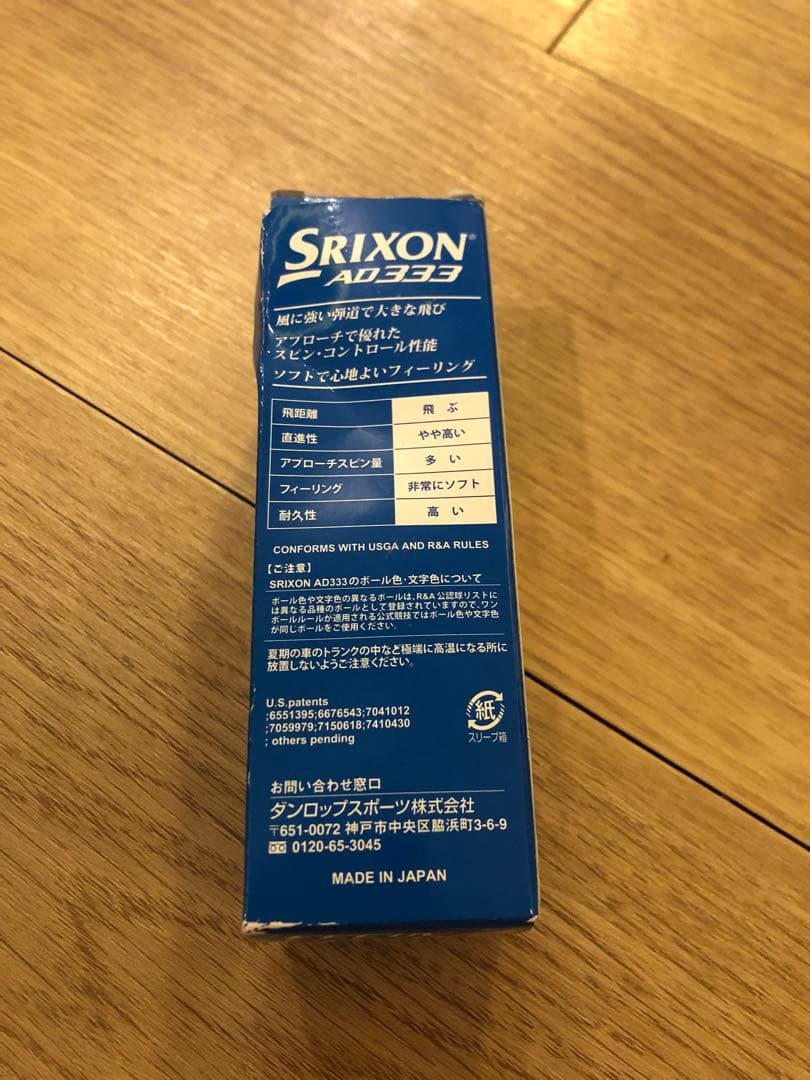 SRIXON®
AD333
風に強い弾道で大きな飛び
アプローチで優れた
スピン・コントロール性能
ソフトで心地よいフィーリング
飛距離 飛ぶ
直進性 やや高い
アプローチスピン量 多い
フィーリング 非常にソフト
耐久性 高い
CONFORMS WITH USGA AND R&A RULES
【ご注意】
SRIXON AD333のボール色・文字色について
ボール色や文字色の異なるボールは、R&A公認球リストに
は異なる品種のボールとして登録されていますので、ワン
ボールルールが適用される公式競技ではボール色や文字色
が同じボールをご使用ください。
夏期の車のトランクの中など極端に高温になる所に
放置しないようご注意ください。
U.S.patents
;6551395;6676543;7041012
;7059979;7150618;7410430
; others pending
紙
スリーブ箱
お問い合わせ窓口
ダンロップスポーツ株式会社
〒651-0072 神戸市中央区脇浜町3-6-9
0120-65-3045
MADE IN JAPAN